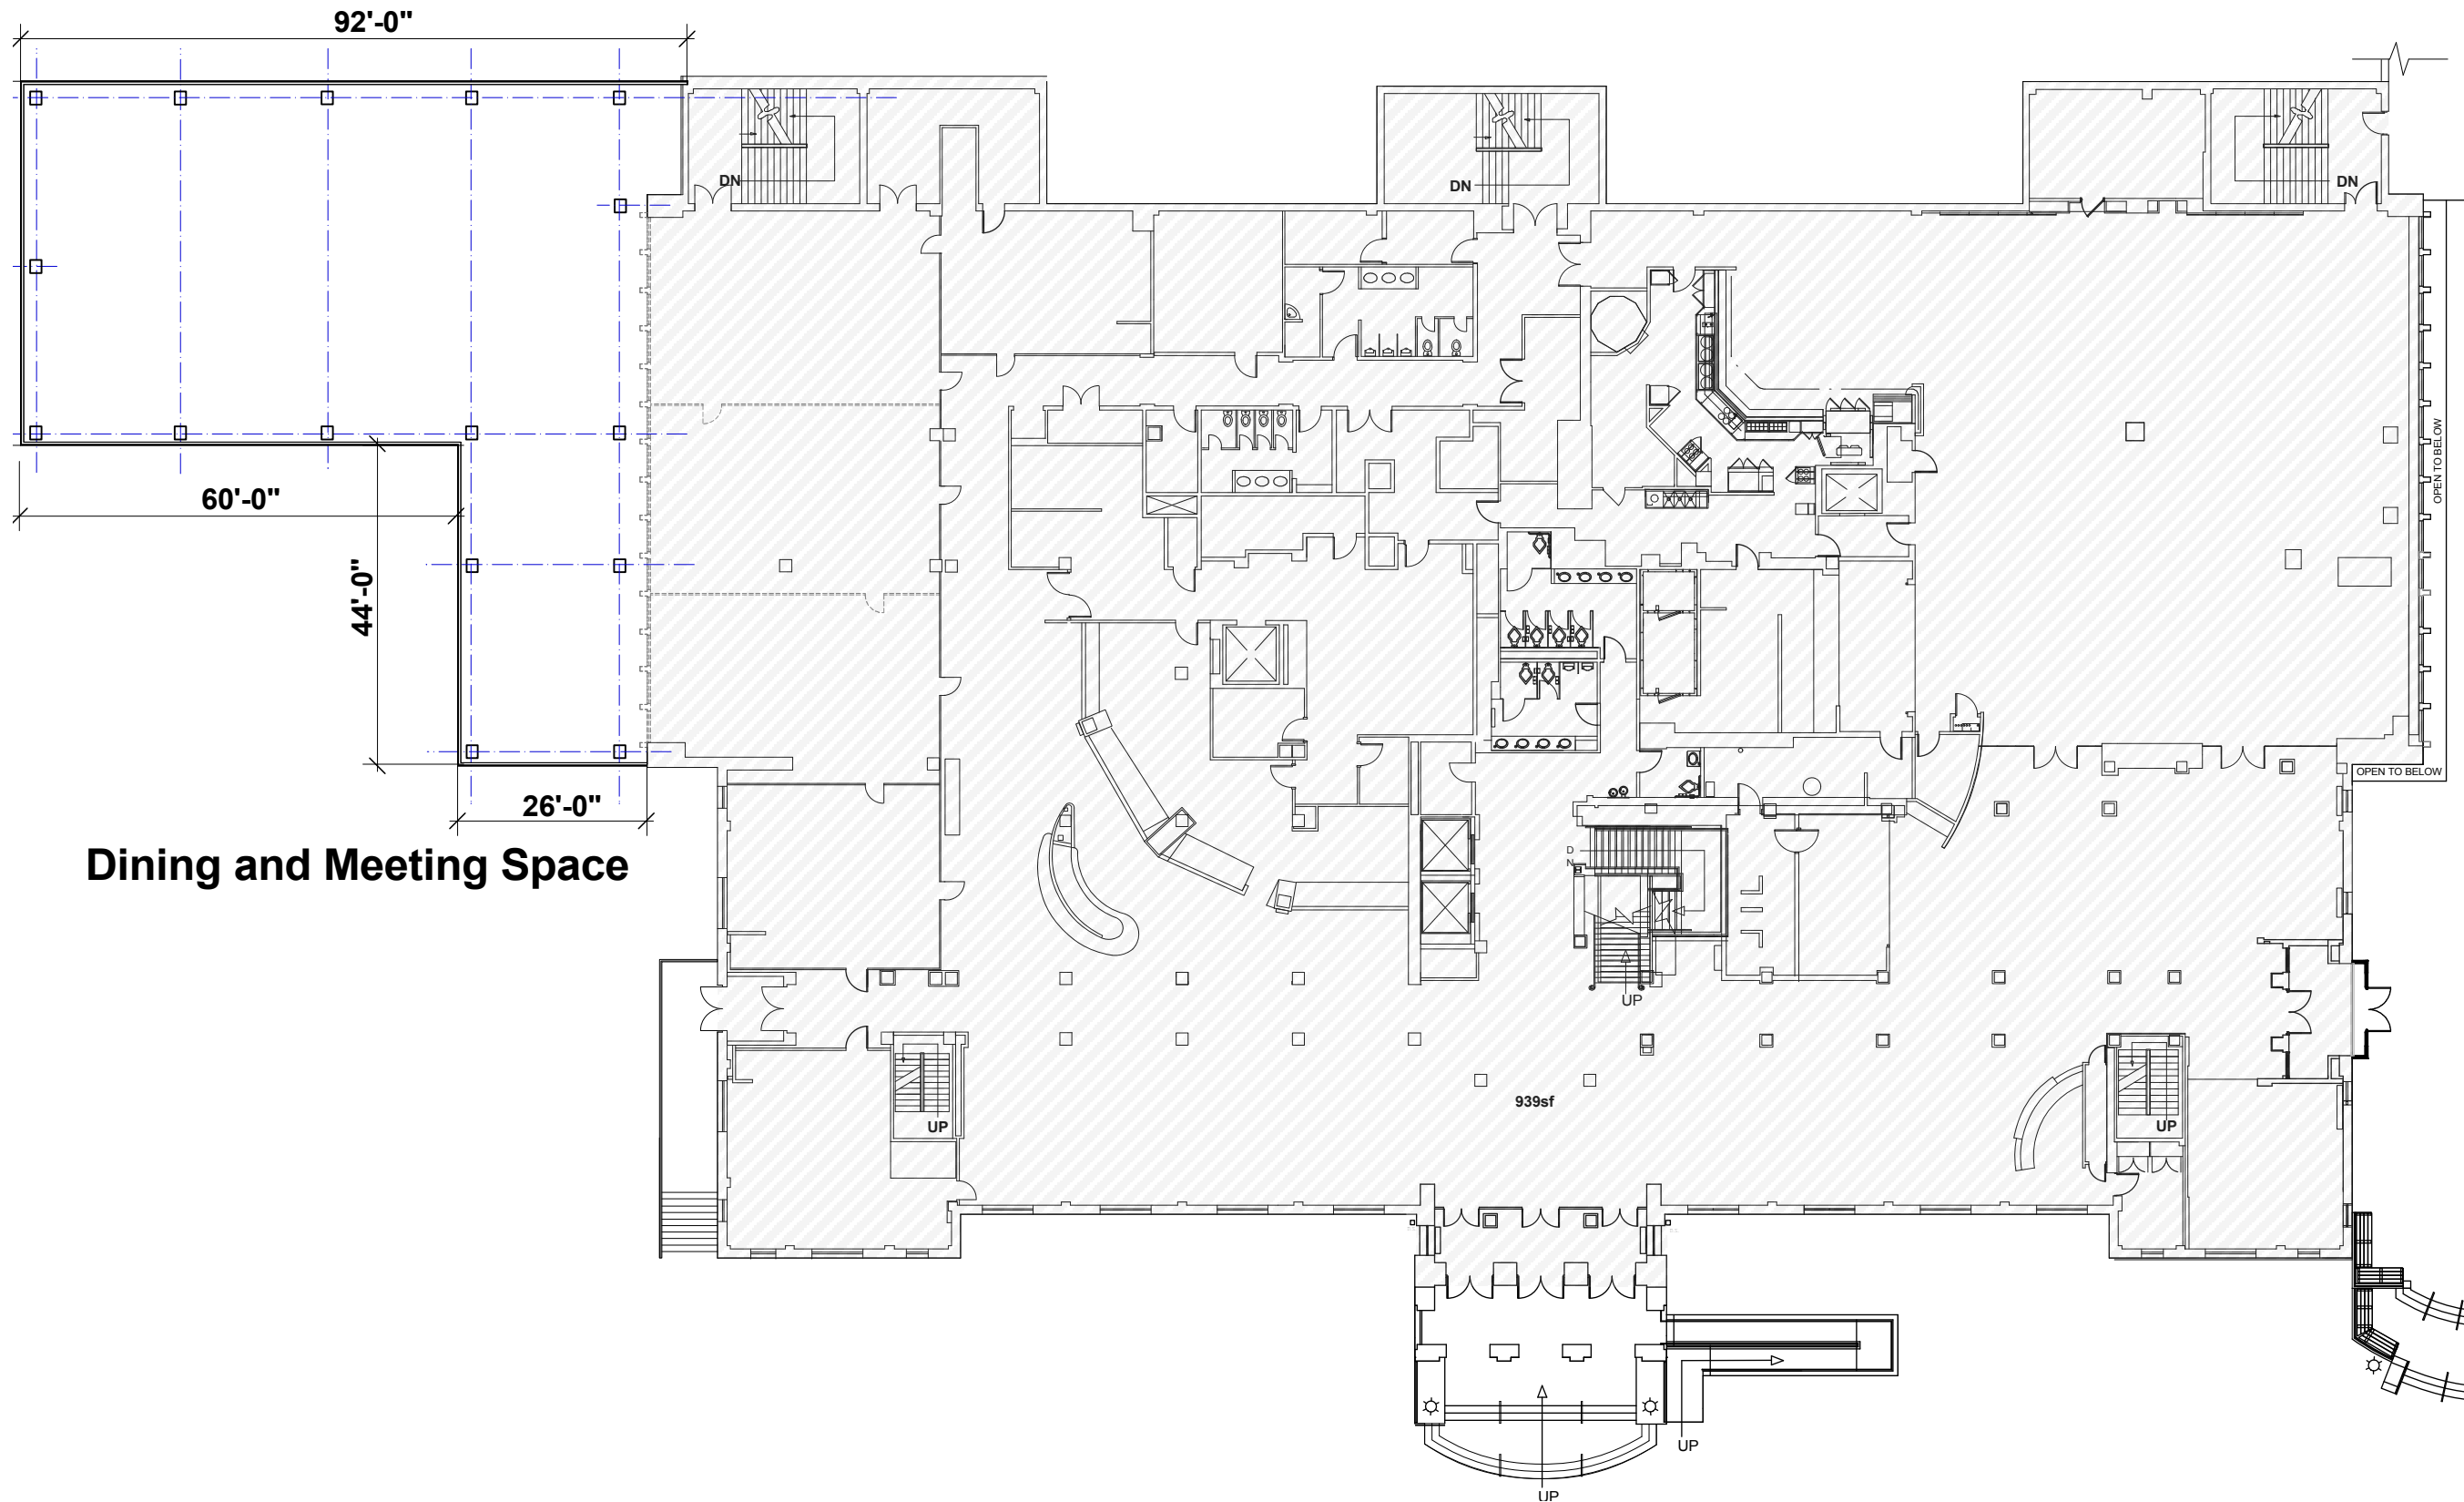 92'-0"
DN
DN
DN
OPEN TO BELOW
60'-0"
44'-0"
OPEN TO BELOW
26'-0"
Dining and Meeting Space
D
N
UP
939sf
UP
UP
UP
UP